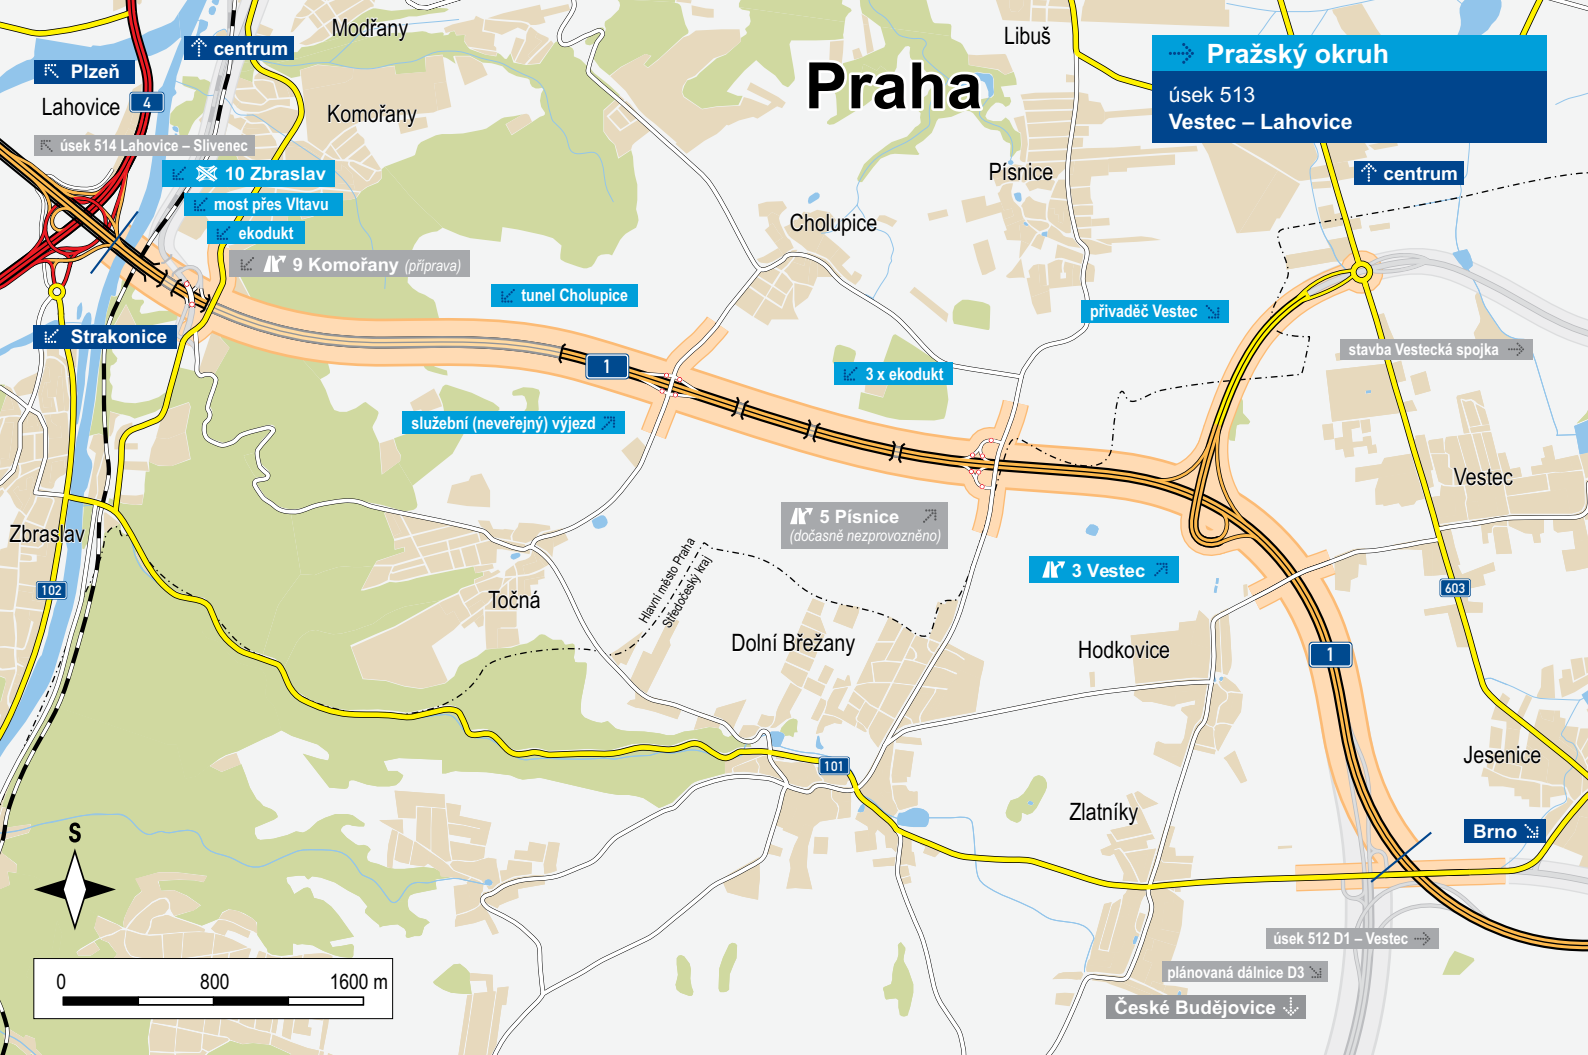 Modřany
Libuš
centrum
Pražský okruh
Plzeň
Praha
úsek 513
Lahovice
4
Komořany
Vestec – Lahovice
úsek 514 Lahovice – Slivenec
10 Zbraslav
Písnice
centrum
most přes Vltavu
Cholupice
ekodukt
9 Komořany (příprava)
tunel Cholupice
přivaděč Vestec
Strakonice
stavba Vestecká spojka
1
3 x ekodukt
služební (neveřejný) výjezd
Vestec
5 Písnice
(dočasně nezprovozněno)
Zbraslav
3 Vestec
102
603
Hlavní město Praha
Středočeský kraj
Točná
Dolní Břežany
Hodkovice
1
Jesenice
101
Zlatníky
S
Brno
úsek 512 D1 – Vestec
plánovaná dálnice D3
0 800 1600 m
České Budějovice